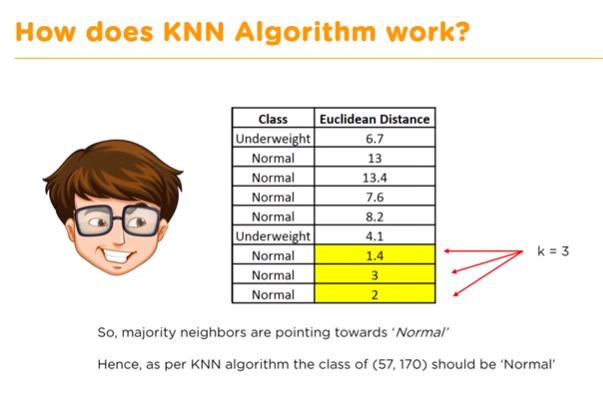 How does KNN Algorithm work?
Class Euclidean Distance
Underweight 6.7
Normal 13
Normal 13.4
Normal 7.6
Normal 8.2
Underweight 4.1
Normal 1.4
Normal 3
Normal 2
k = 3
So, majority neighbors are pointing towards ‘Normal’
Hence, as per KNN algorithm the class of (57, 170) should be ‘Normal’